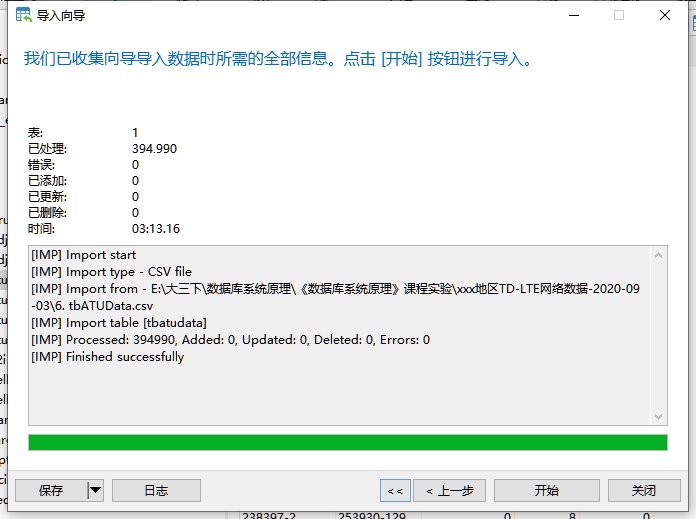 导入向导
我们已收集向导导入数据时所需的全部信息。点击 [开始] 按钮进行导入。
表: 1
已处理: 394.990
错误: 0
已添加: 0
已更新: 0
已删除: 0
时间: 03:13.16
[IMP] Import start
[IMP] Import type - CSV file
[IMP] Import from - E:\大三下\数据库系统原理\《数据库系统原理》课程实验\xxx地区TD-LTE网络数据-2020-09
-03\6. tbATUData.csv
[IMP] Import table [tbatudata]
[IMP] Processed: 394990, Added: 0, Updated: 0, Deleted: 0, Errors: 0
[IMP] Finished successfully
保存 日志 << < 上一步 开始 关闭
238397-2 253930-129 0 8 0